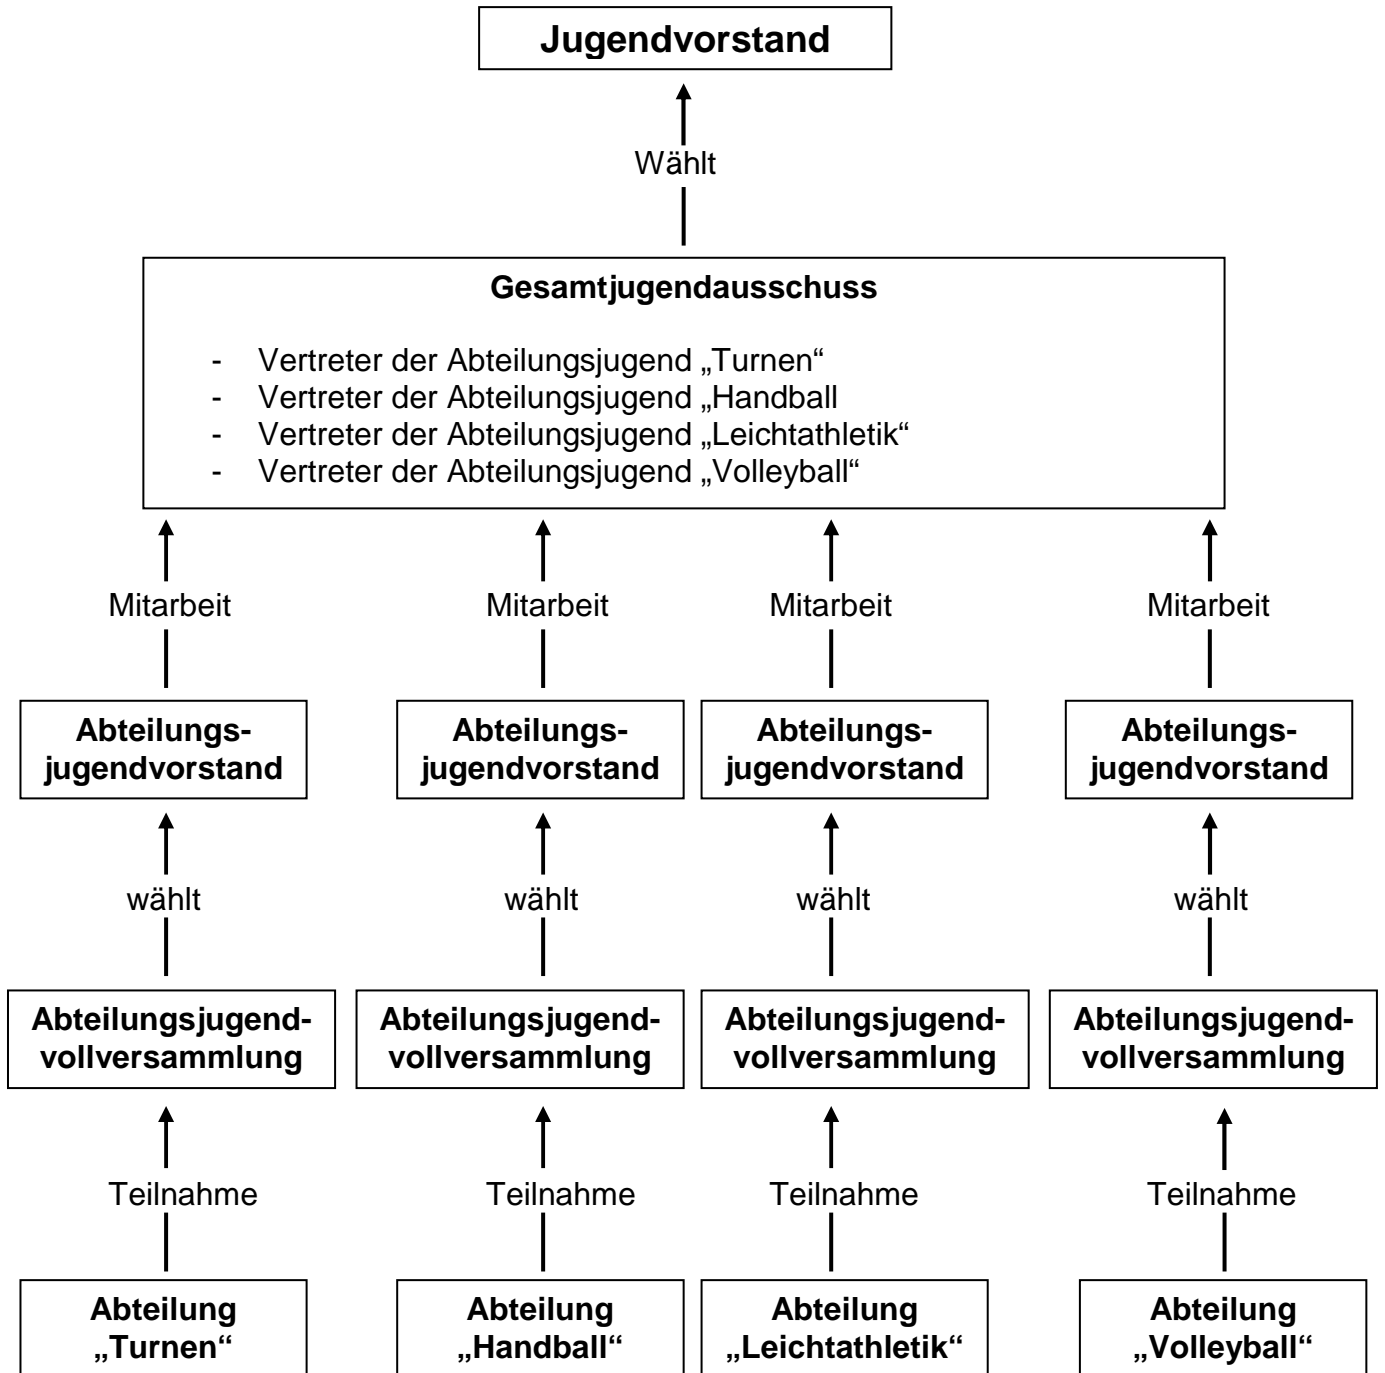 Jugendvorstand
Wählt
Gesamtjugendausschuss
- Vertreter der Abteilungsjugend „Turnen“
- Vertreter der Abteilungsjugend „Handball
- Vertreter der Abteilungsjugend „Leichtathletik“
- Vertreter der Abteilungsjugend „Volleyball“
Mitarbeit Mitarbeit Mitarbeit Mitarbeit
Abteilungs- Abteilungs- Abteilungs- Abteilungs-
jugendvorstand jugendvorstand jugendvorstand jugendvorstand
wählt wählt wählt wählt
Abteilungsjugend- Abteilungsjugend- Abteilungsjugend- Abteilungsjugend-
vollversammlung vollversammlung vollversammlung vollversammlung
Teilnahme Teilnahme Teilnahme Teilnahme
Abteilung Abteilung Abteilung Abteilung
„Turnen“ „Handball“ „Leichtathletik“ „Volleyball“